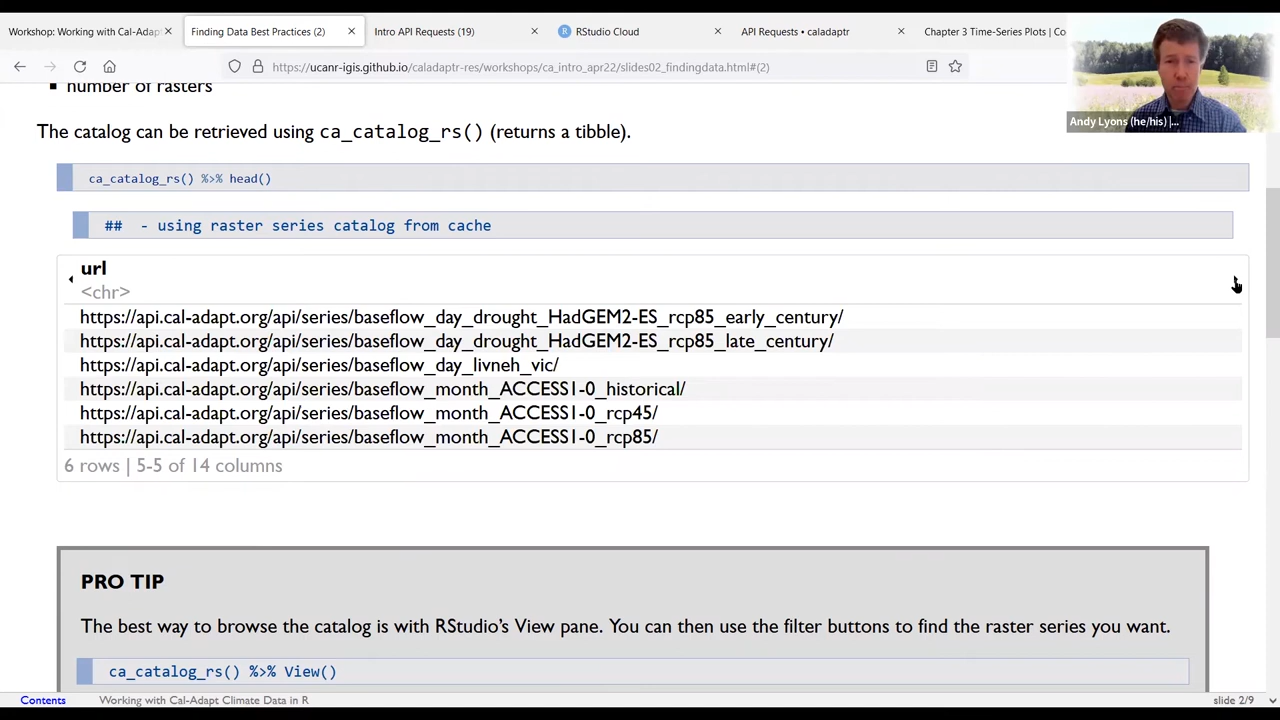 Workshop: Working with Cal-Adap
Finding Data Best Practices (2)
Intro API Requests (19)
RStudio Cloud
API Requests • caladaptr
Chapter 3 Time-Series Plots | Co
https://ucanr-igis.github.io/caladaptr-res/workshops/ca_intro_apr22/slides02_findingdata.html#(2)
Andy Lyons (he/his) |...
number of rasters
The catalog can be retrieved using ca_catalog_rs() (returns a tibble).
ca_catalog_rs() %>% head()
## - using raster series catalog from cache
url
<chr>
https://api.cal-adapt.org/api/series/baseflow_day_drought_HadGEM2-ES_rcp85_early_century/
https://api.cal-adapt.org/api/series/baseflow_day_drought_HadGEM2-ES_rcp85_late_century/
https://api.cal-adapt.org/api/series/baseflow_day_livneh_vic/
https://api.cal-adapt.org/api/series/baseflow_month_ACCESS1-0_historical/
https://api.cal-adapt.org/api/series/baseflow_month_ACCESS1-0_rcp45/
https://api.cal-adapt.org/api/series/baseflow_month_ACCESS1-0_rcp85/
6 rows | 5-5 of 14 columns
PRO TIP
The best way to browse the catalog is with RStudio's View pane. You can then use the filter buttons to find the raster series you want.
ca_catalog_rs() %>% View()
Contents
Working with Cal-Adapt Climate Data in R
slide 2/9